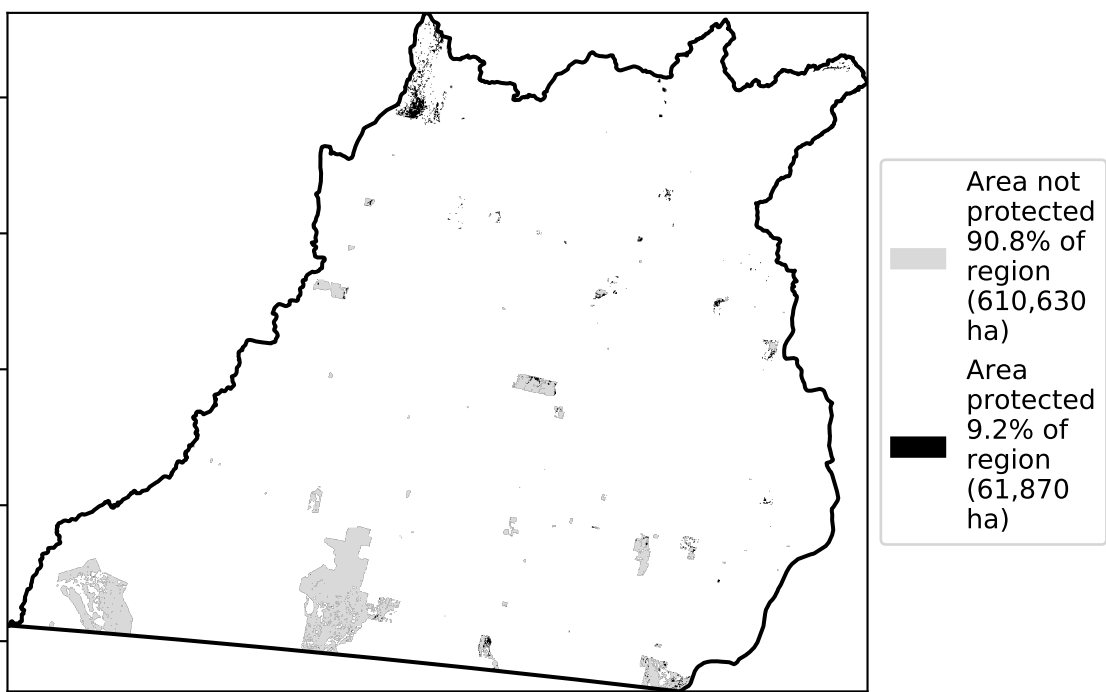 Area not
protected
90.8% of
region
(610,630
ha)
Area
protected
9.2% of
region
(61,870
ha)